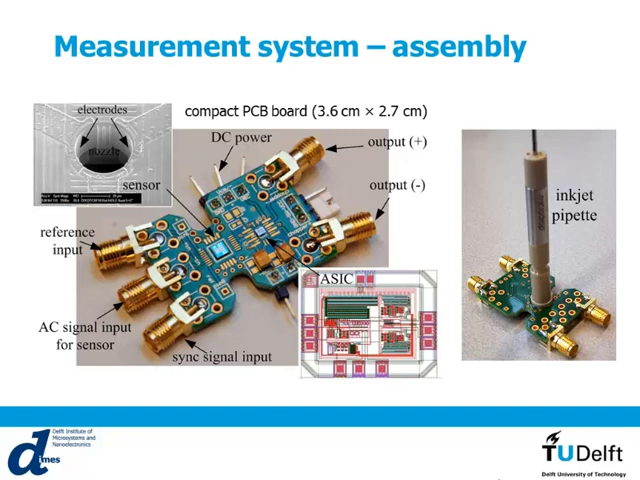 Measurement system – assembly
electrodes
nozzle
compact PCB board (3.6 cm × 2.7 cm)
DC power
output (+)
sensor
output (-)
reference
input
inkjet
pipette
ASIC
AC signal input
for sensor
sync signal input
Delft Institute of
Microsystems and
Nanoelectronics
dimes
TUDelft
Delft University of Technology